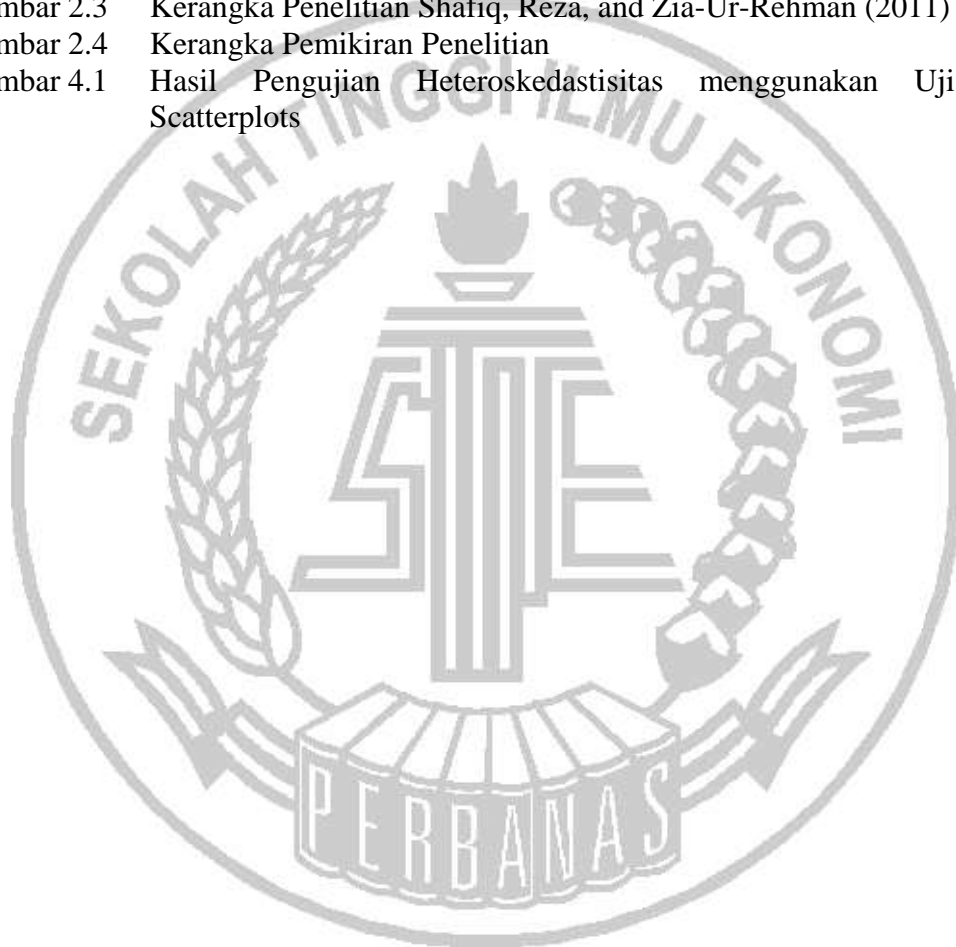 mbar 2.3 Kerangka Penelitian Shafiq, Reza, and Zia-Ur-Rehman (2011)
mbar 2.4 Kerangka Pemikiran Penelitian
mbar 4.1 Hasil Pengujian Heteroskedastisitas menggunakan Uji
Scatterplots
SEKOLAH TINGGI ILMU EKONOMI
STIE
PERBANAS